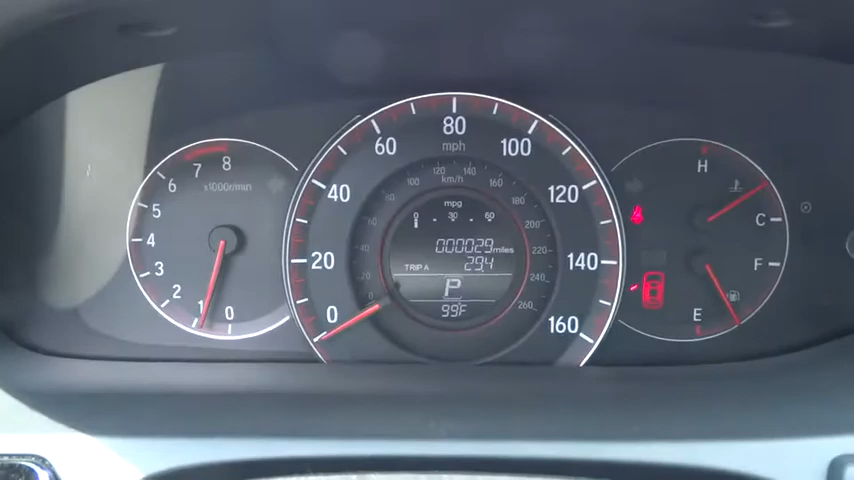 8
7
6
5
4
3
2
1
0
x1000r/min
0
20
40
60
80
100
120
140
160
mph
km/h
100
120
140
160
180
200
220
240
260
mpg
0 30 60
000029 miles
TRIP A 29.4
P
99°F
H
C
F
E